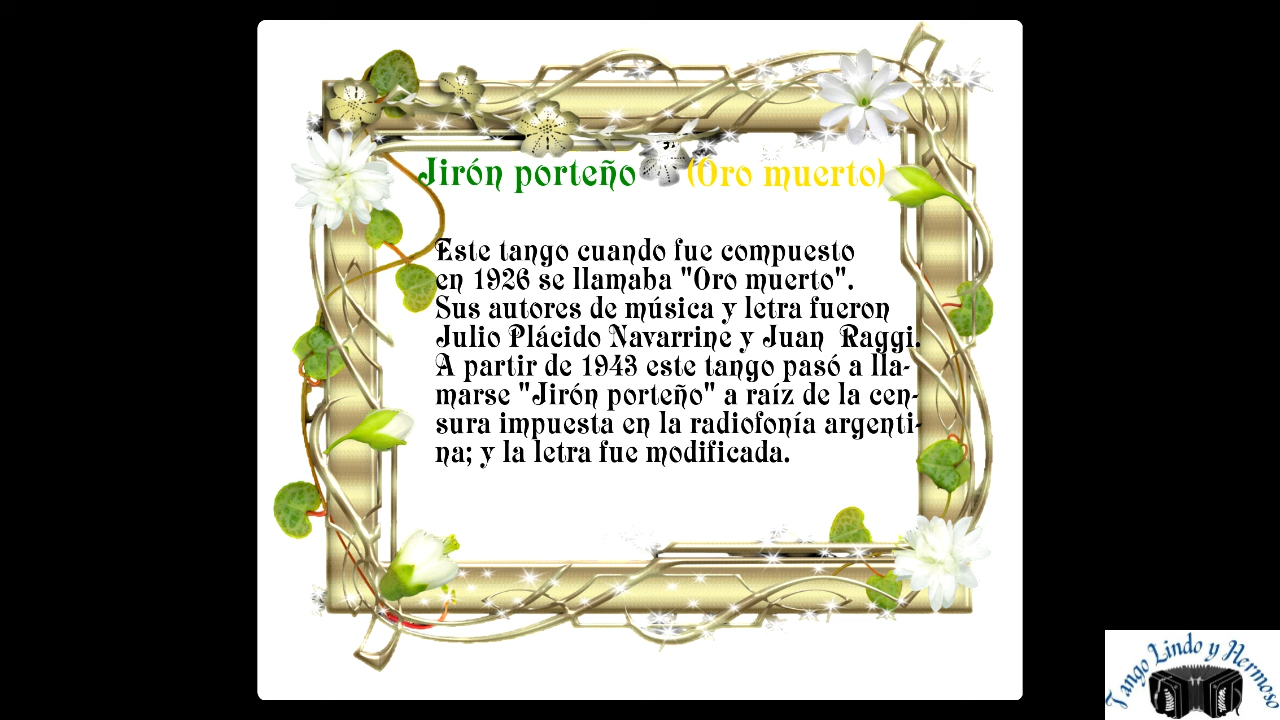 Jirón porteño (Oro muerto)
Este tango cuando fue compuesto
en 1926 se llamaba "Oro muerto".
Sus autores de música y letra fueron
Julio Plácido Navarrine y Juan Raggi.
A partir de 1943 este tango pasó a lla-
marse "Jirón porteño" a raíz de la cen-
sura impuesta en la radiofonía argenti-
na; y la letra fue modificada.
Tango Lindo y Hermoso